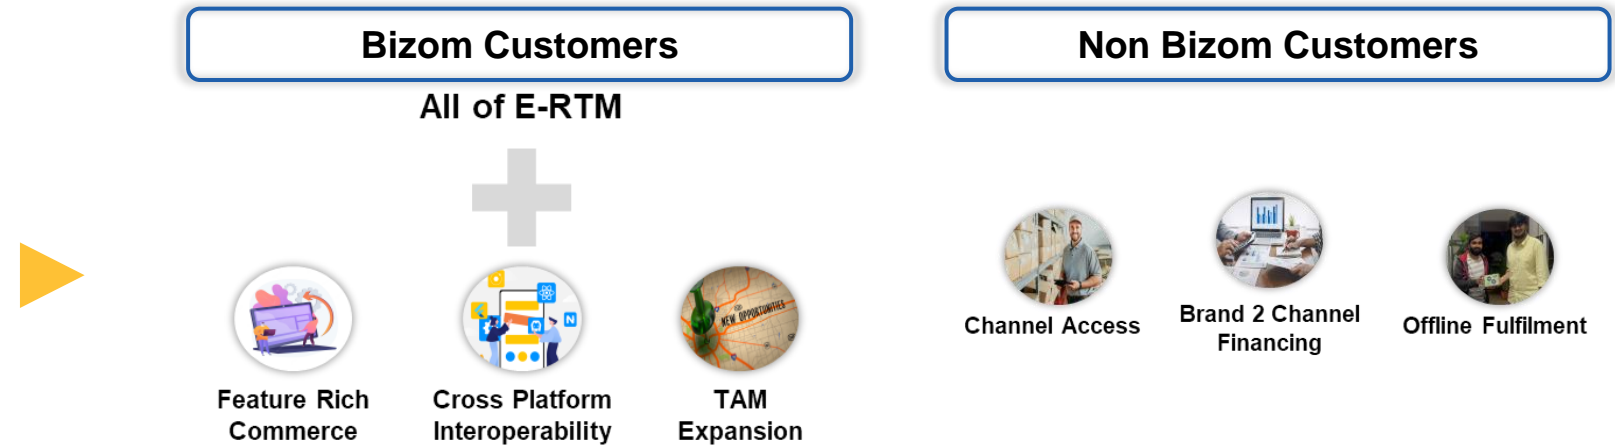 Bizom Customers
All of E-RTM
Feature Rich
Commerce
Cross Platform
Interoperability
NEW OPPORTUNITIES
TAM
Expansion
Non Bizom Customers
Channel Access
Brand 2 Channel
Financing
Offline Fulfilment